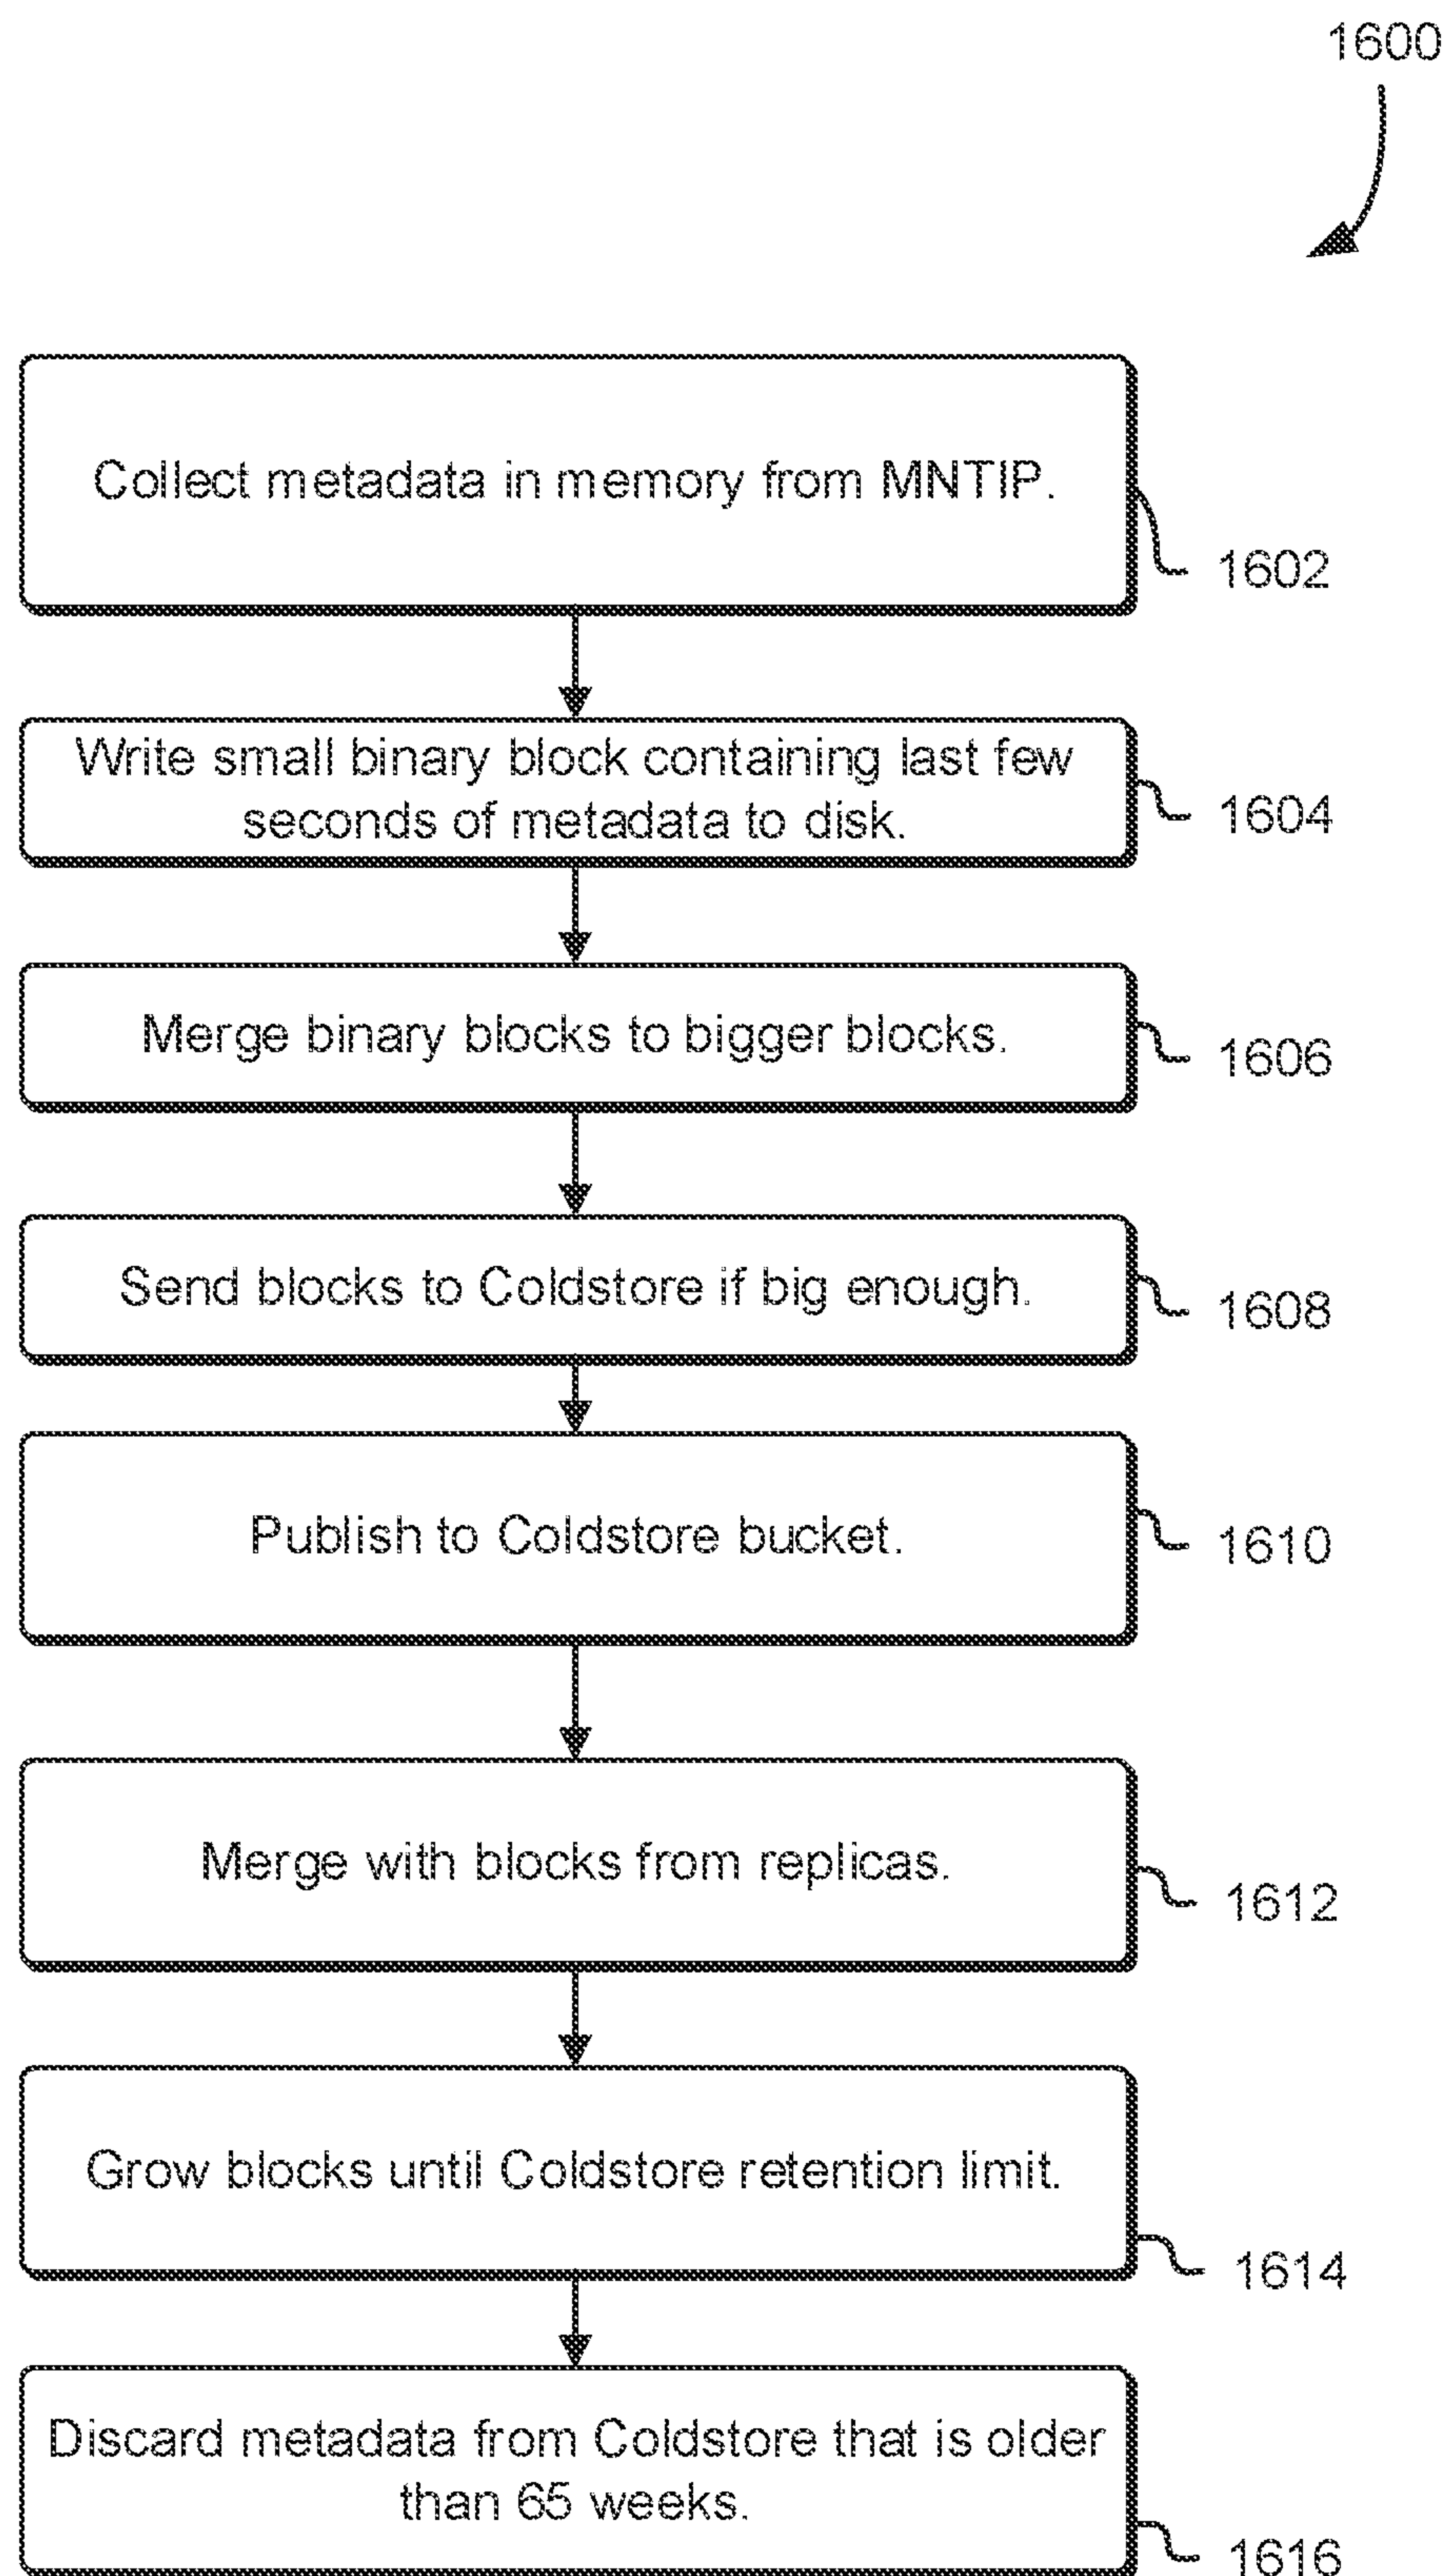 1600
Collect metadata in memory from MNTIP.
1602
Write small binary block containing last few
seconds of metadata to disk.
1604
Merge binary blocks to bigger blocks.
1606
Send blocks to Coldstore if big enough.
1608
Publish to Coldstore bucket.
1610
Merge with blocks from replicas.
1612
Grow blocks until Coldstore retention limit.
1614
Discard metadata from Coldstore that is older
than 65 weeks.
1616